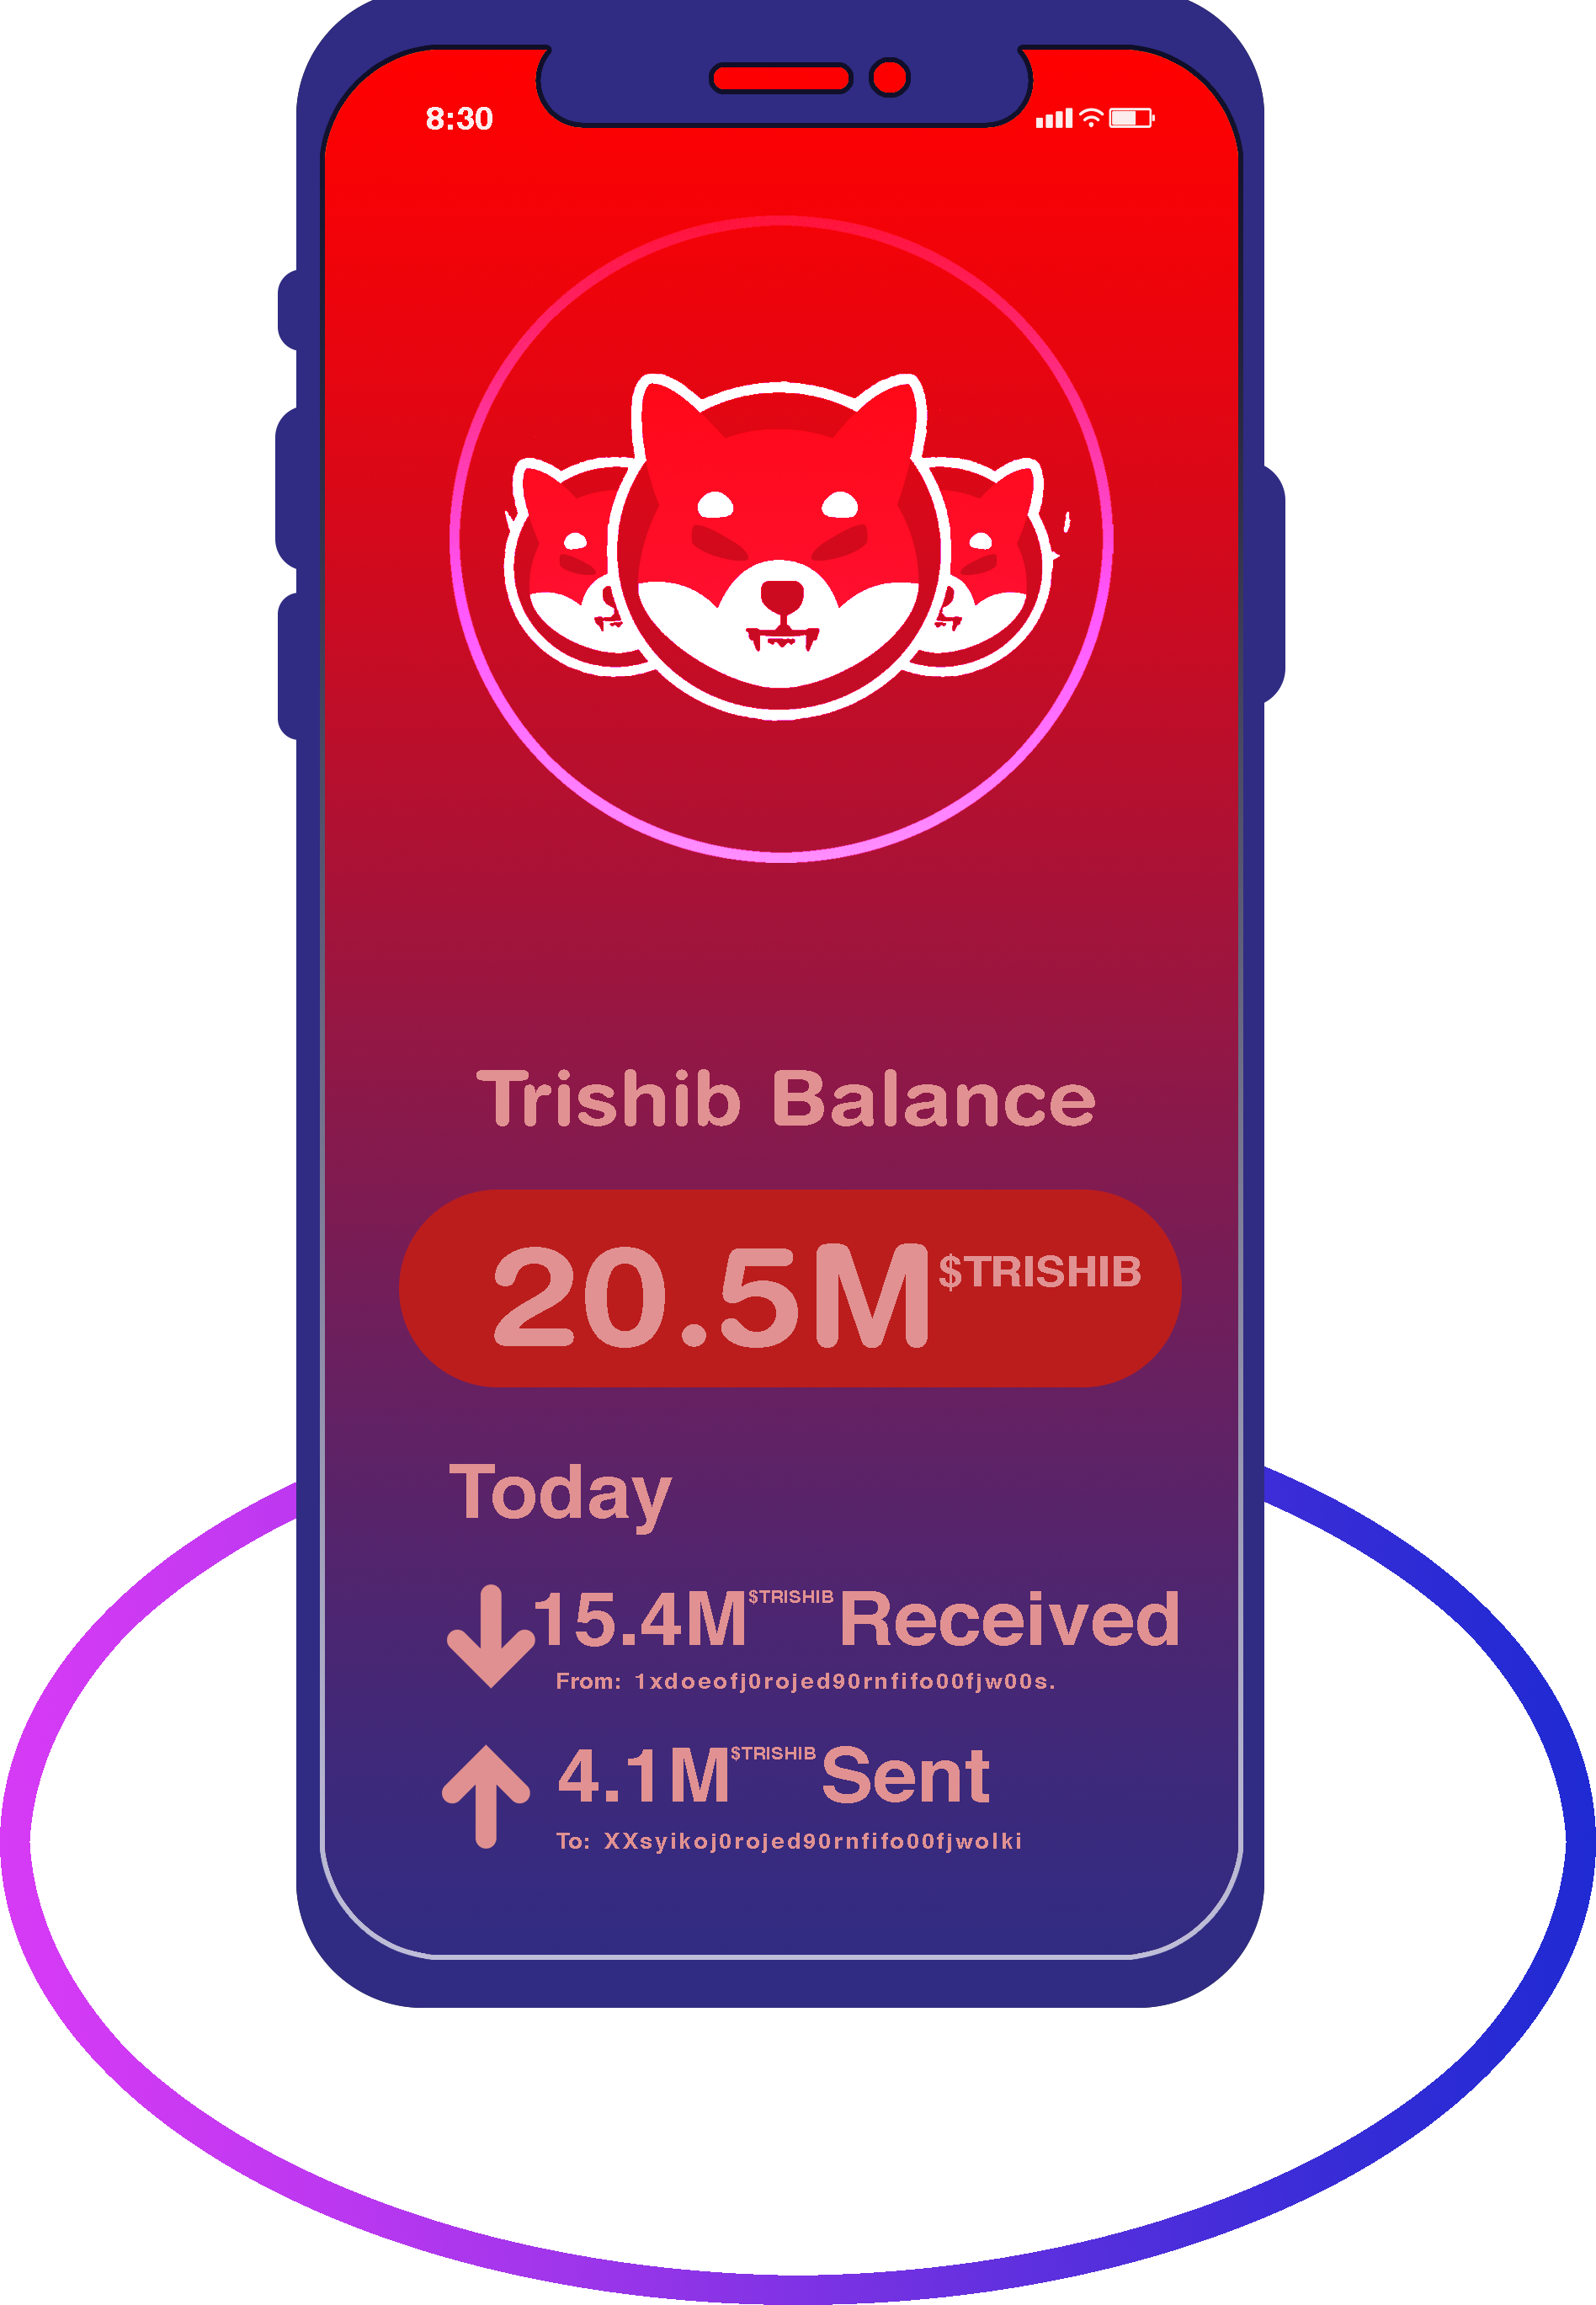 8:30
Trishib Balance
20.5M $TRISHIB
Today
15.4M $TRISHIB Received
From: 1xdoeofj0rojed90rnfifo00fjw00s.
4.1M $TRISHIB Sent
To: XXsyikoj0rojed90rnfifo00fjwolki